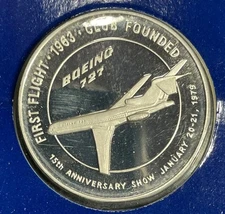 FIRST FLIGHT · 1963 · CLUB FOUNDED
BOEING
727
15th ANNIVERSARY SHOW JANUARY 20-21, 1979